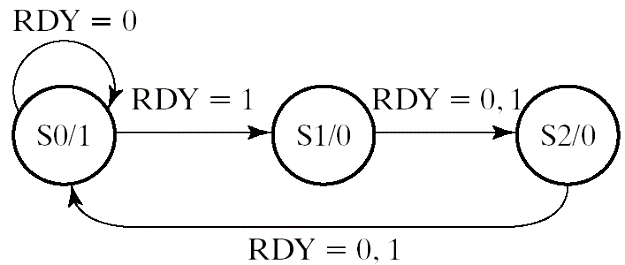 RDY = 0
RDY = 1
RDY = 0, 1
S0/1
S1/0
S2/0
RDY = 0, 1